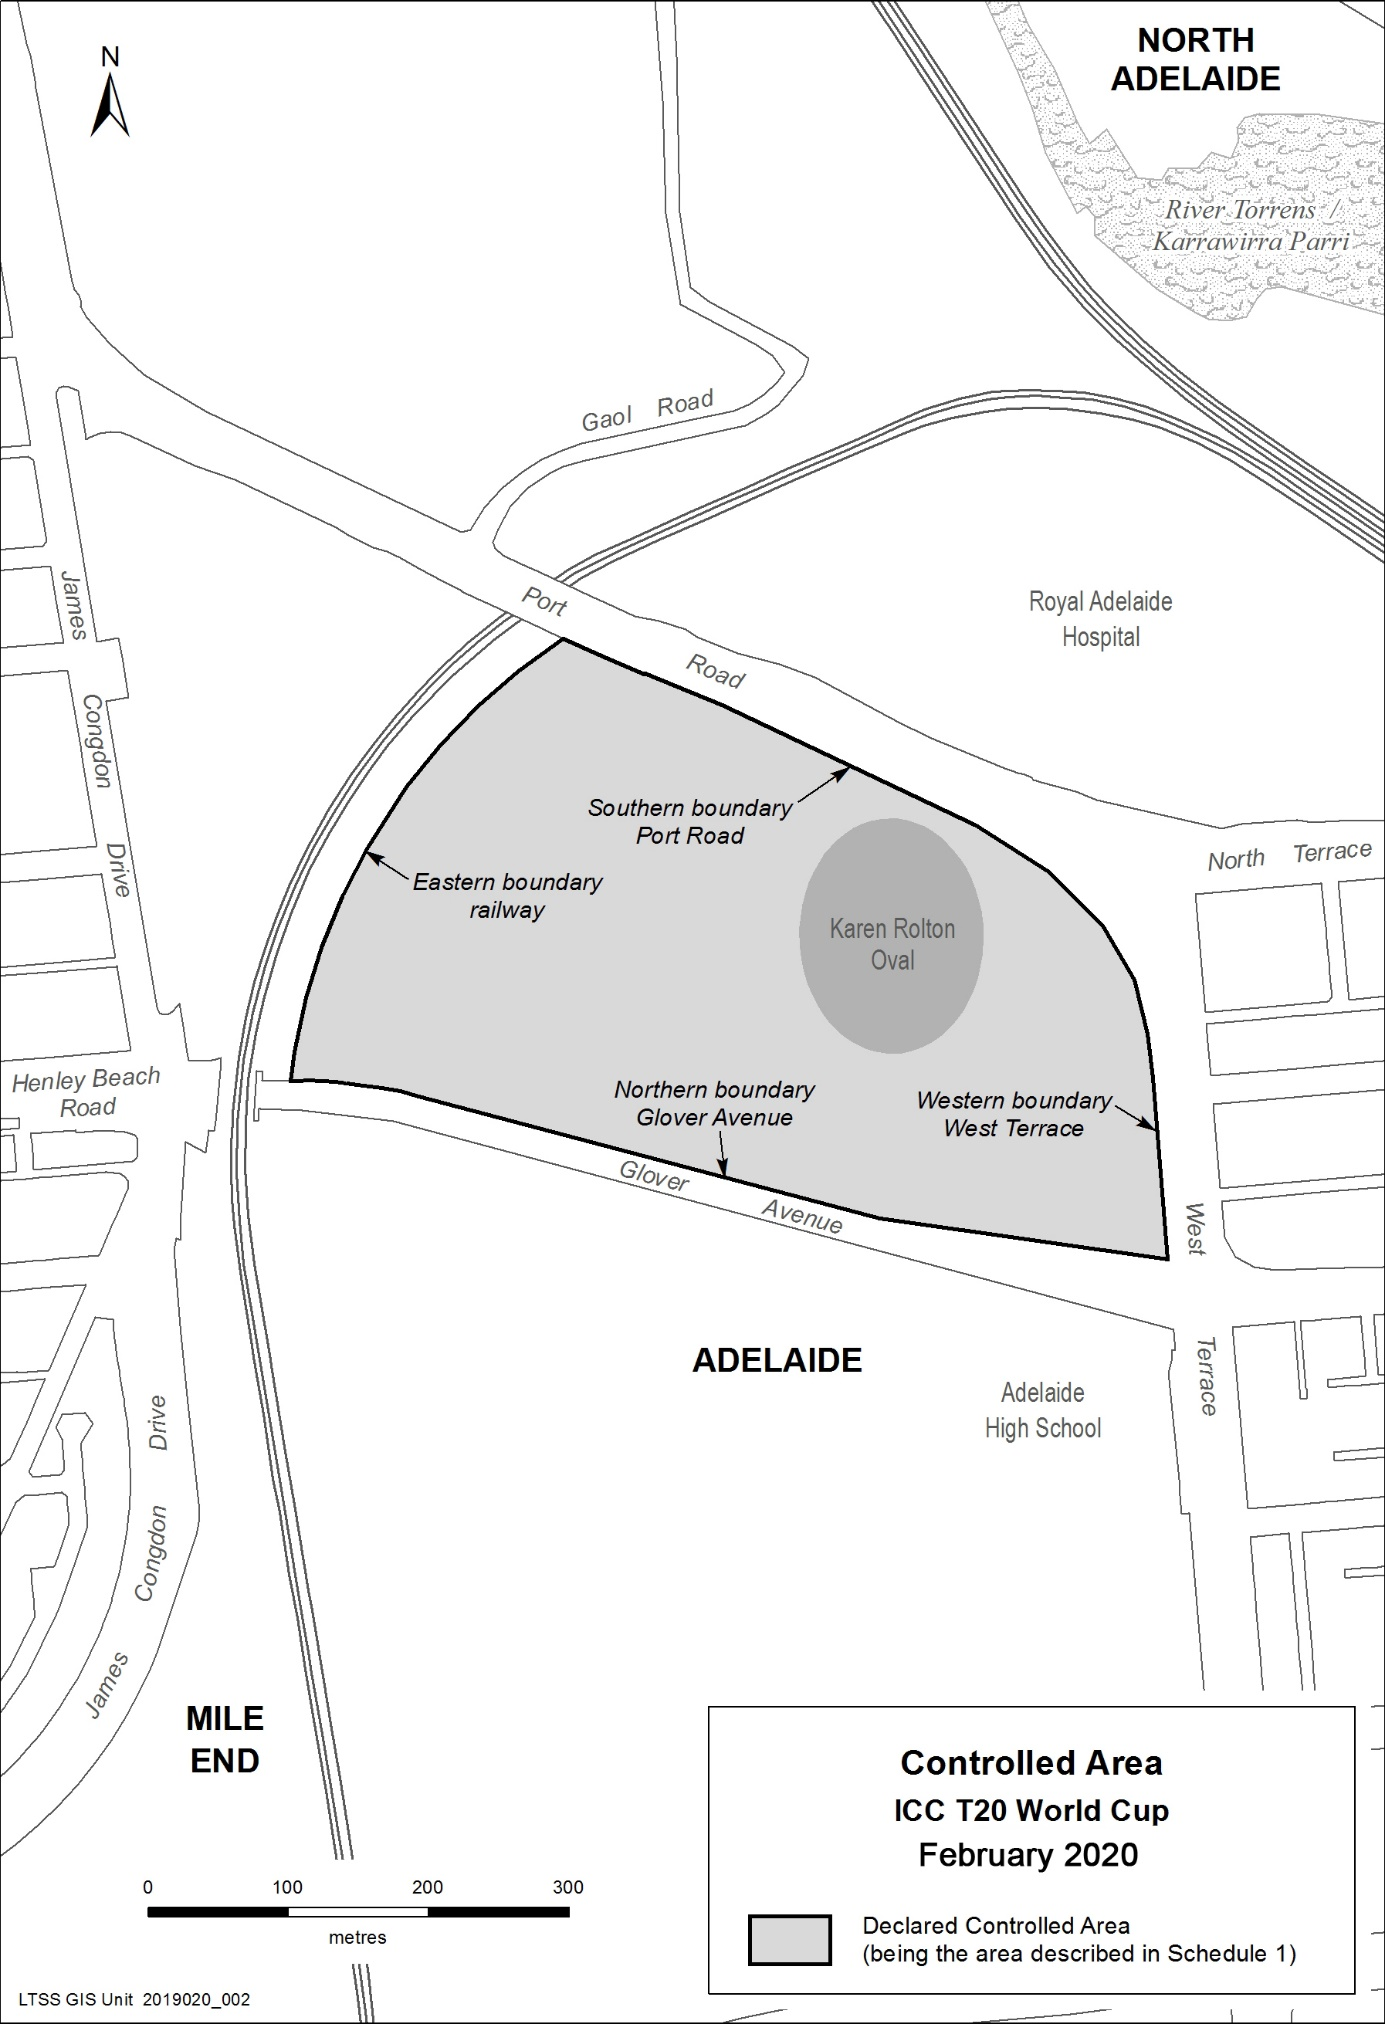 NORTH
ADELAIDE
N
River Torrens /
Karrawirra Parri
Gaol Road
Port
Road
Royal Adelaide
Hospital
James
Congdon
Drive
Southern boundary
Port Road
North Terrace
Eastern boundary
railway
Karen Rolton
Oval
Henley Beach
Road
Northern boundary
Glover Avenue
Western boundary
West Terrace
Glover
Avenue
West
Terrace
ADELAIDE
Adelaide
High School
Drive
Congdon
James
MILE
END
Controlled Area
ICC T20 World Cup
February 2020
0 100 200 300
metres
Declared Controlled Area
(being the area described in Schedule 1)
LTSS GIS Unit 2019020_002